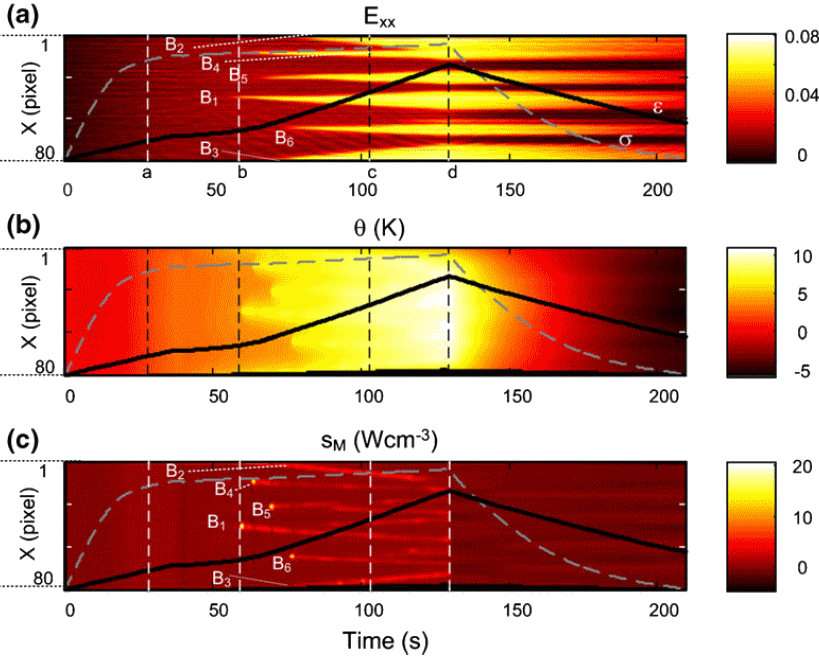 (a) Exx
X (pixel)
1
80
B2
B4
B5
B1
B6
B3
ε
σ
a b c d
0 50 100 150 200
0.08
0.04
0
(b) θ (K)
X (pixel)
1
80
0 50 100 150 200
10
5
0
-5
(c) sM (Wcm-3)
X (pixel)
1
80
B2
B4
B5
B1
B6
B3
0 50 100 150 200
20
10
0
Time (s)